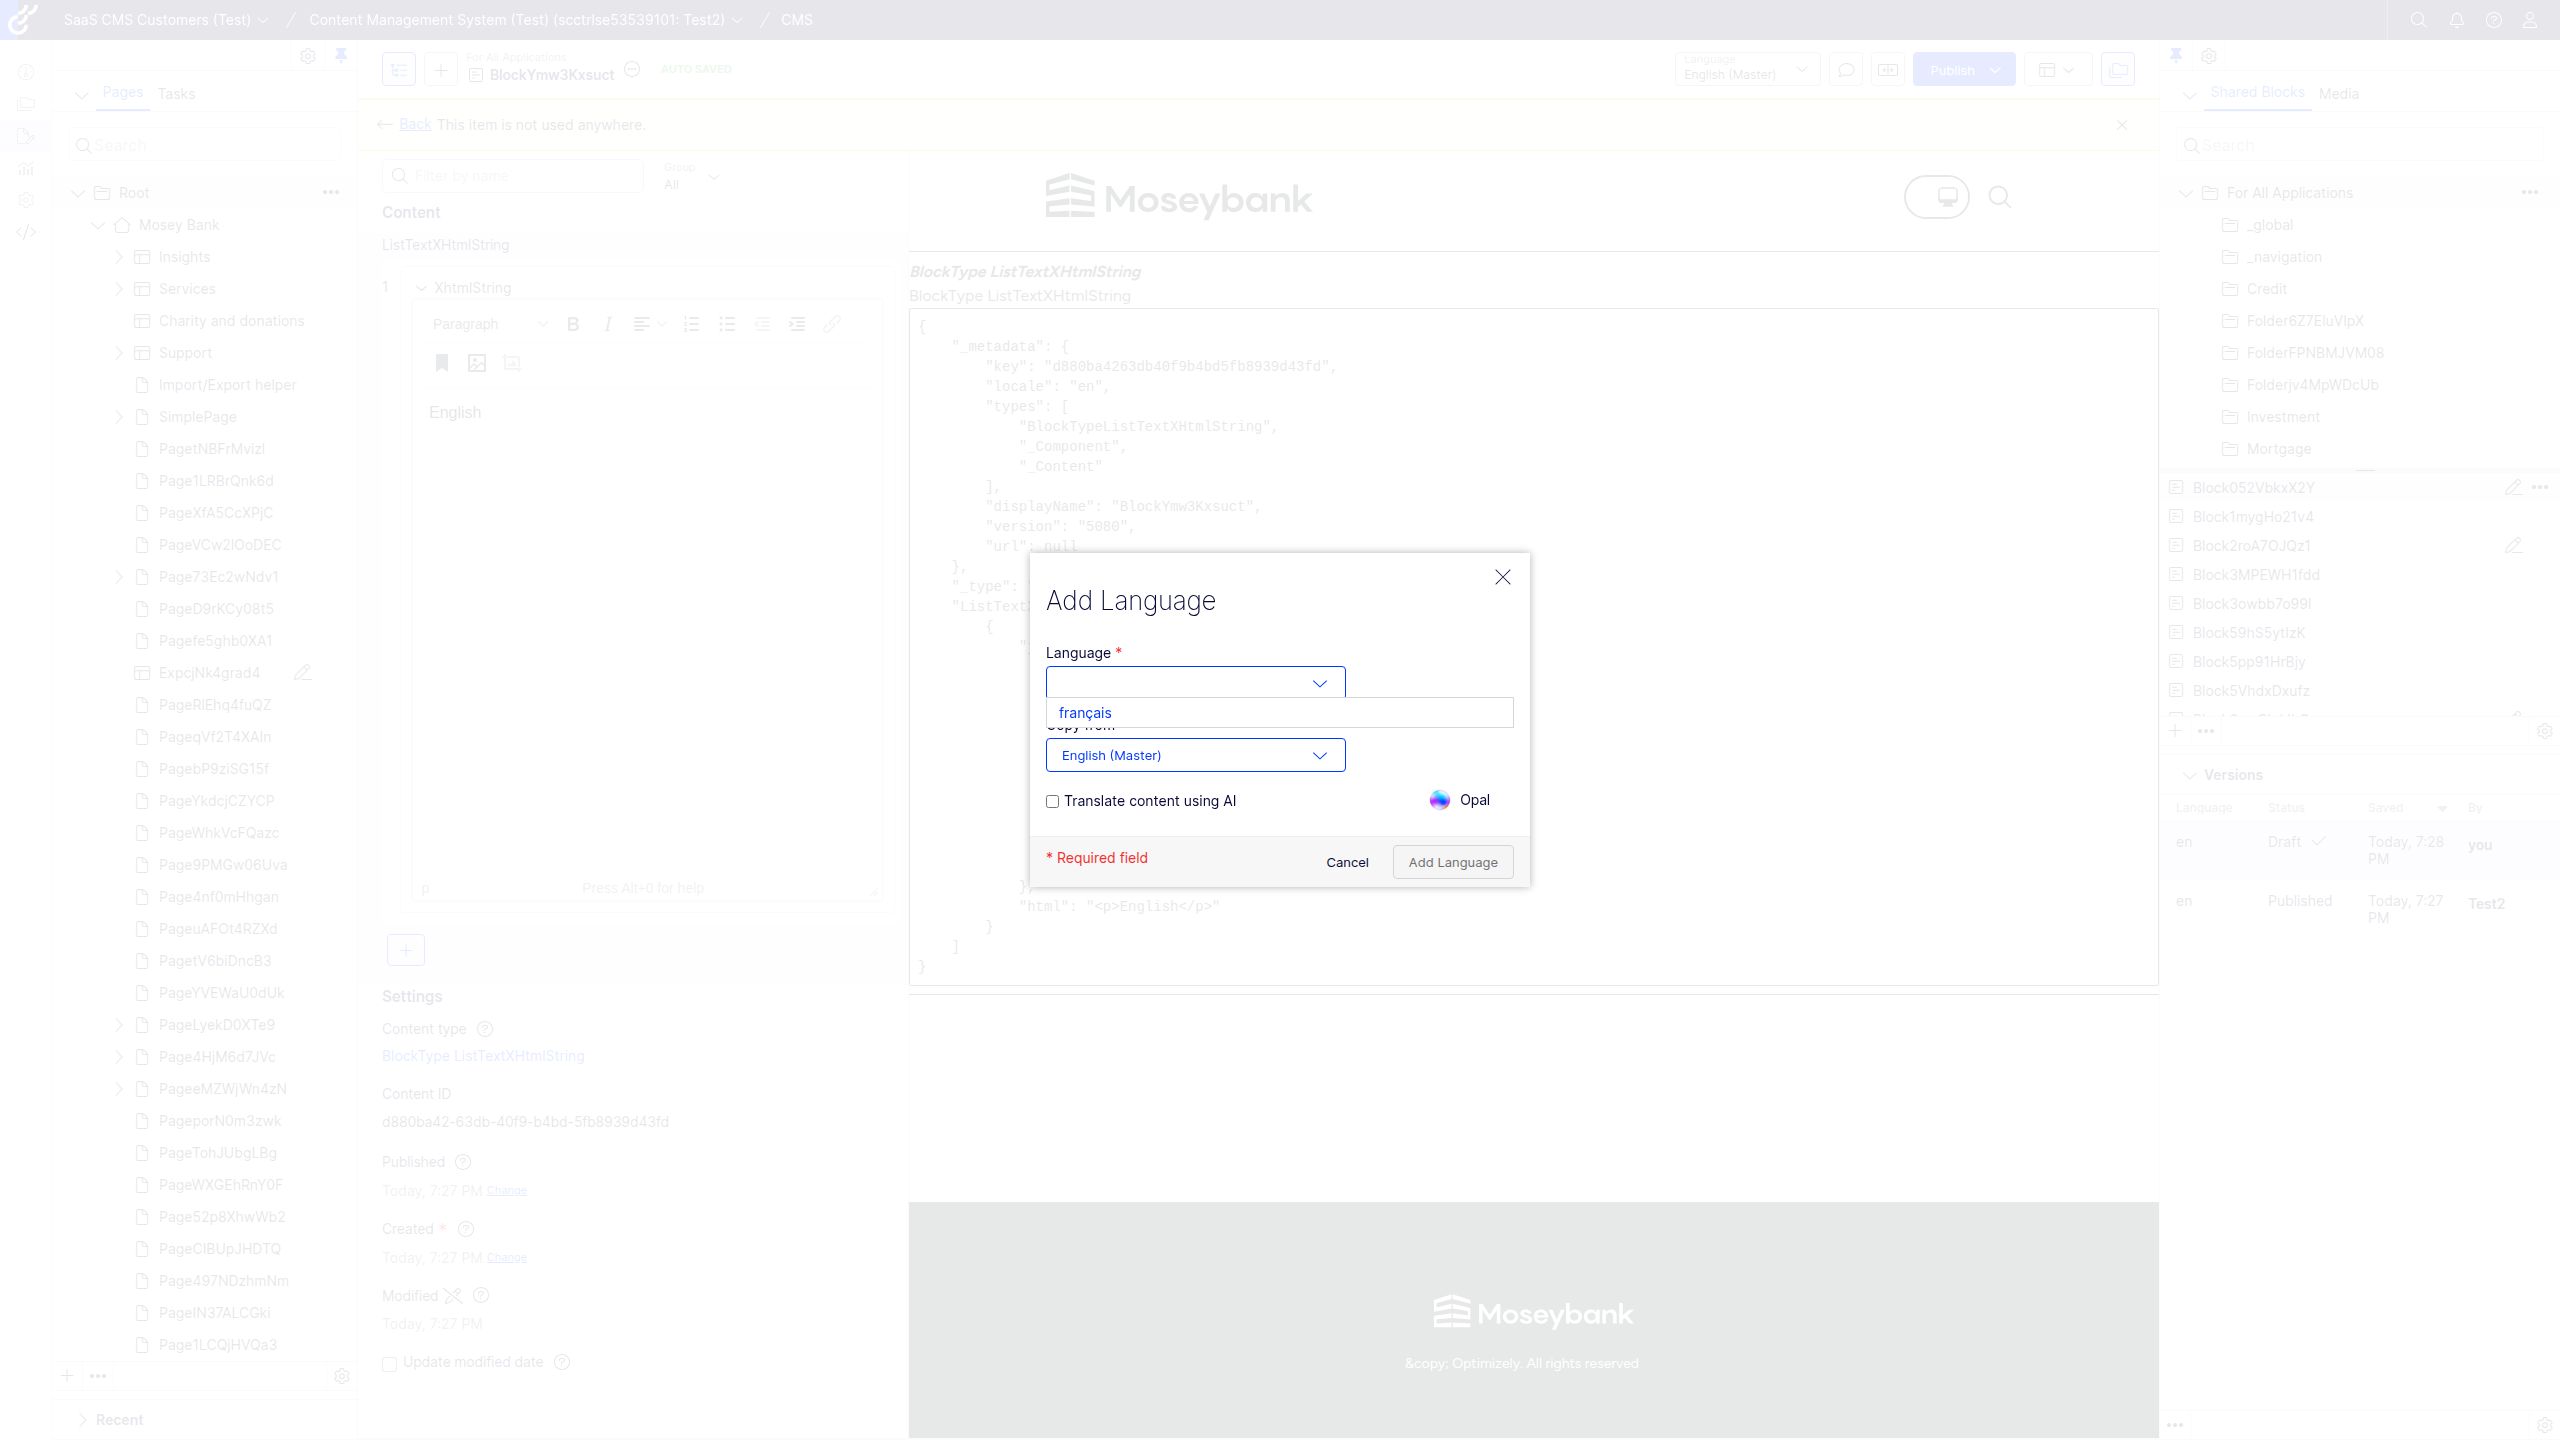 SaaS CMS Customers (Test) / Content Management System (Test) (scctrlse53539101: Test2) / CMS
Pages Tasks
Search
Root
Mosey Bank
Insights
Services
Charity and donations
Support
Import/Export helper
SimplePage
PagetNBFrMvizl
Page1LRBrQnk6d
PageXfA5CcXPjC
PageVCw2lOoDEC
Page73Ec2wNdv1
PageD9rKCy08t5
Pagefe5ghb0XA1
ExpcjNk4grad4
PageRlEhq4fuQZ
PageqVf2T4XAln
PagebP9ziSG15f
PageYkdcjCZYCP
PageWhkVcFQazc
Page9PMGw06Uva
Page4nf0mHhgan
PageuAFOt4RZXd
PagetV6biDncB3
PageYVEWaU0dUk
PageLyekD0XTe9
Page4HjM6d7JVc
PageeMZWjWn4zN
PageporN0m3zwk
PageTohJUbgLBg
PageWXGEhRnY0F
Page52p8XhwWb2
PageCIBUpJHDTQ
Page497NDzhmNm
PageIN37ALCGki
Page1LCQjHVQa3
Recent
For All Applications
BlockYmw3Kxsuct
AUTO SAVED
Language
English (Master)
Publish
Back This item is not used anywhere.
Filter by name
Group
All
Content
ListTextXHtmlString
1
XhtmlString
Paragraph
English
p
Press Alt+0 for help
Settings
Content type
BlockType ListTextXHtmlString
Content ID
d880ba42-63db-40f9-b4bd-5fb8939d43fd
Published
Today, 7:27 PM Change
Created *
Today, 7:27 PM Change
Modified
Today, 7:27 PM
Update modified date
Moseybank
BlockType ListTextXHtmlString
BlockType ListTextXHtmlString
{
"_metadata": {
"key": "d880ba4263db40f9b4bd5fb8939d43fd",
"locale": "en",
"types": [
"BlockTypeListTextXHtmlString",
"_Component",
"_Content"
],
"displayName": "BlockYmw3Kxsuct",
"version": "5080",
"url": null
},
"_type":
"ListText
{
Add Language
Language *
français
Copy from
English (Master)
Translate content using AI
Opal
* Required field
Cancel
Add Language
},
"html": "<p>English</p>"
}
]
}
Moseybank
&copy; Optimizely. All rights reserved
Shared Blocks Media
Search
For All Applications
_global
_navigation
Credit
Folder6Z7EluVlpX
FolderFPNBMJVM08
Folderjv4MpWDcUb
Investment
Mortgage
Block052VbkxX2Y
Block1mygHo21v4
Block2roA7OJQz1
Block3MPEWH1fdd
Block3owbb7o99l
Block59hS5ytIzK
Block5pp91HrBjy
Block5VhdxDxufz
Versions
Language Status Saved By
en Draft Today, 7:28 PM you
en Published Today, 7:27 PM Test2